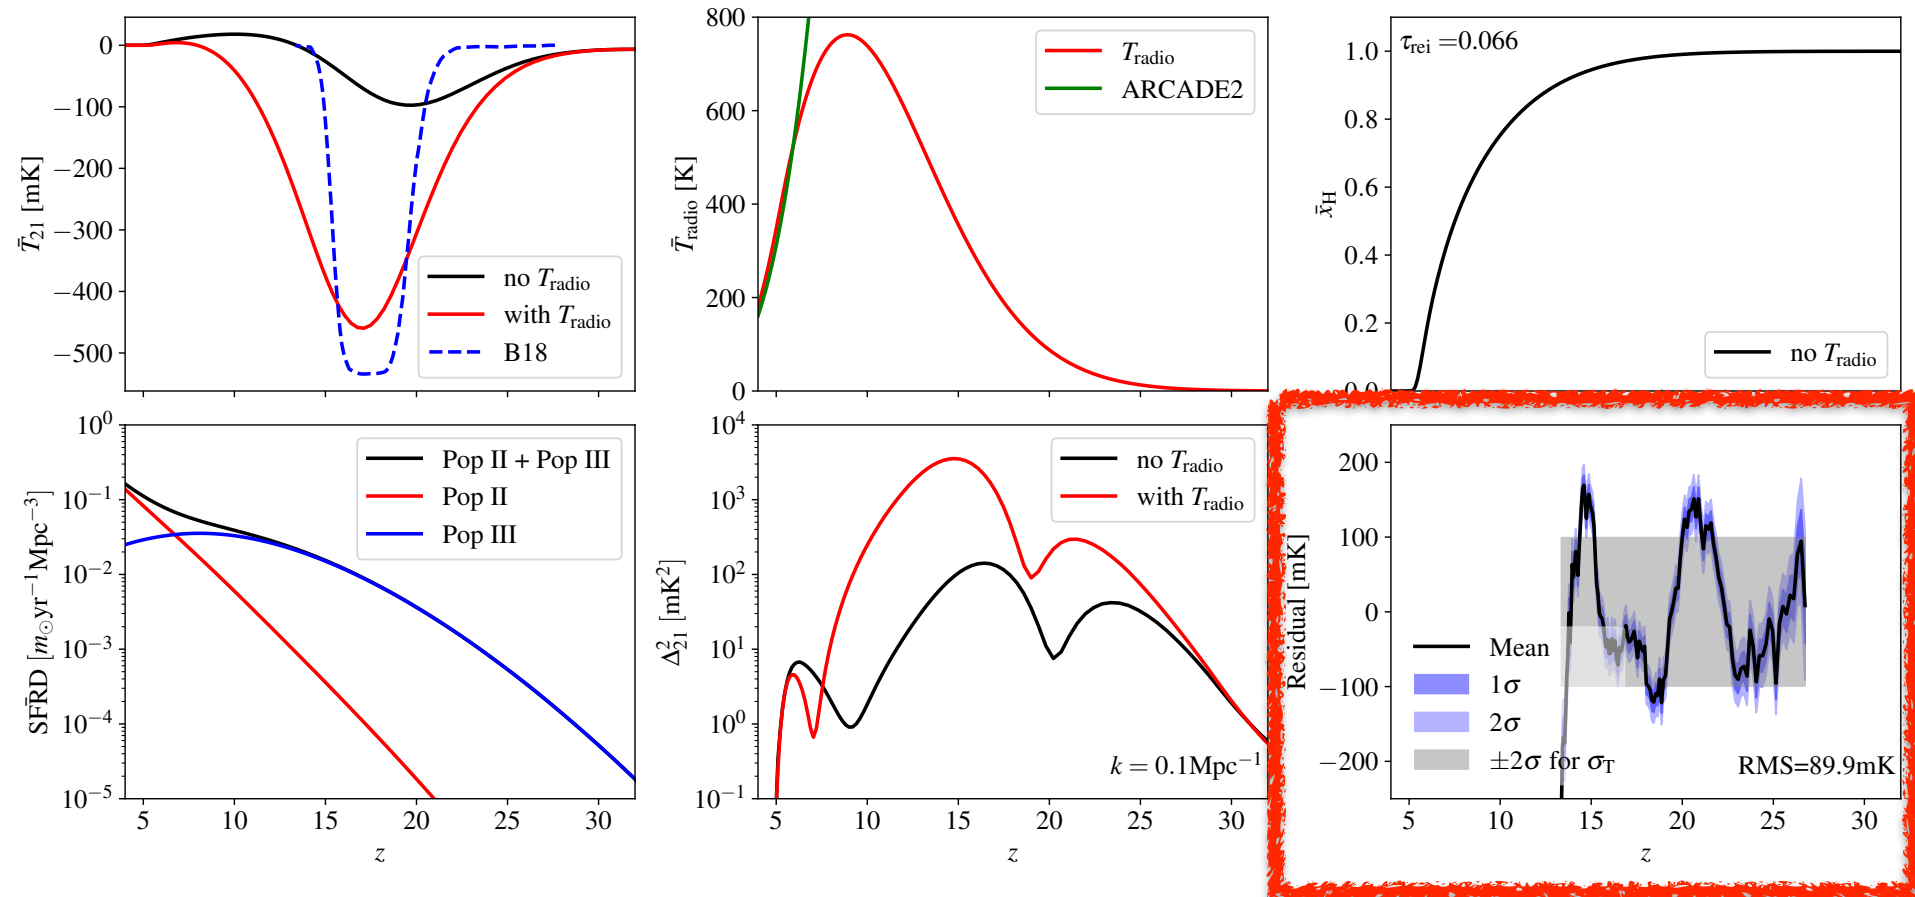 0
−100
−200
−300
−400
−500
T̄21 [mK]
no Tradio
with Tradio
B18
800
600
400
200
0
T̄radio [K]
Tradio
ARCADE2
1.0
0.8
0.6
0.4
0.2
0.0
x̄H
τrei =0.066
no Tradio
10^0
10^−1
10^−2
10^−3
10^−4
10^−5
SF̄RD [m⊙yr−1Mpc−3]
Pop II + Pop III
Pop II
Pop III
5 10 15 20 25 30
z
10^4
10^3
10^2
10^1
10^0
10^−1
Δ²21 [mK²]
no Tradio
with Tradio
k = 0.1Mpc−1
5 10 15 20 25 30
z
200
100
0
−100
−200
Residual [mK]
Mean
1σ
2σ
±2σ for σT
RMS=89.9mK
5 10 15 20 25 30
z